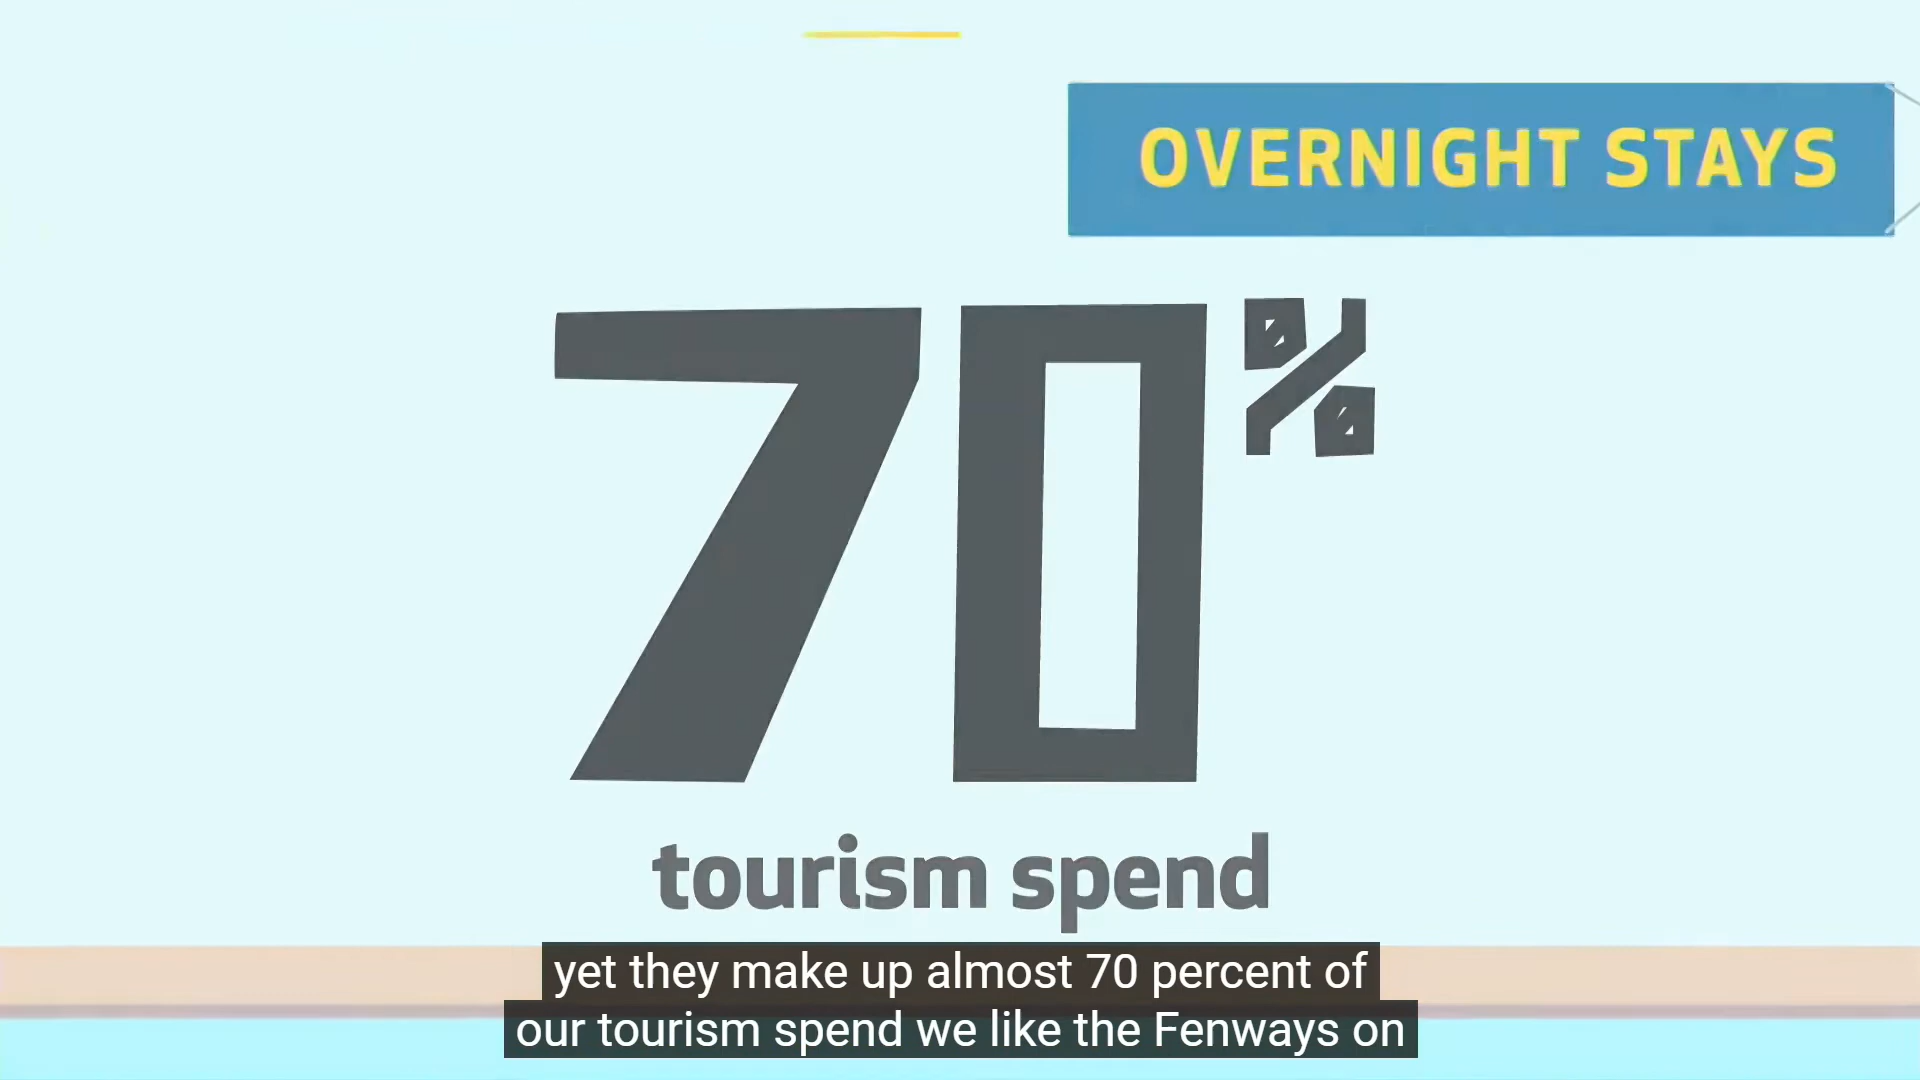 OVERNIGHT STAYS
70%
tourism spend
yet they make up almost 70 percent of
our tourism spend we like the Fenways on